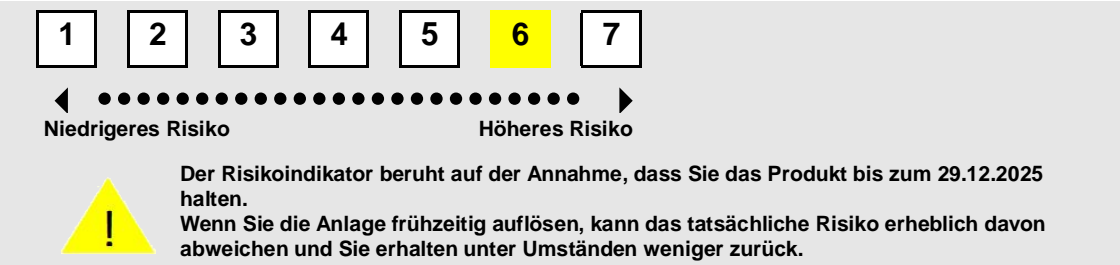 1 2 3 4 5 6 7
Niedrigeres Risiko Höheres Risiko
Der Risikoindikator beruht auf der Annahme, dass Sie das Produkt bis zum 29.12.2025
halten.
Wenn Sie die Anlage frühzeitig auflösen, kann das tatsächliche Risiko erheblich davon
abweichen und Sie erhalten unter Umständen weniger zurück.
!